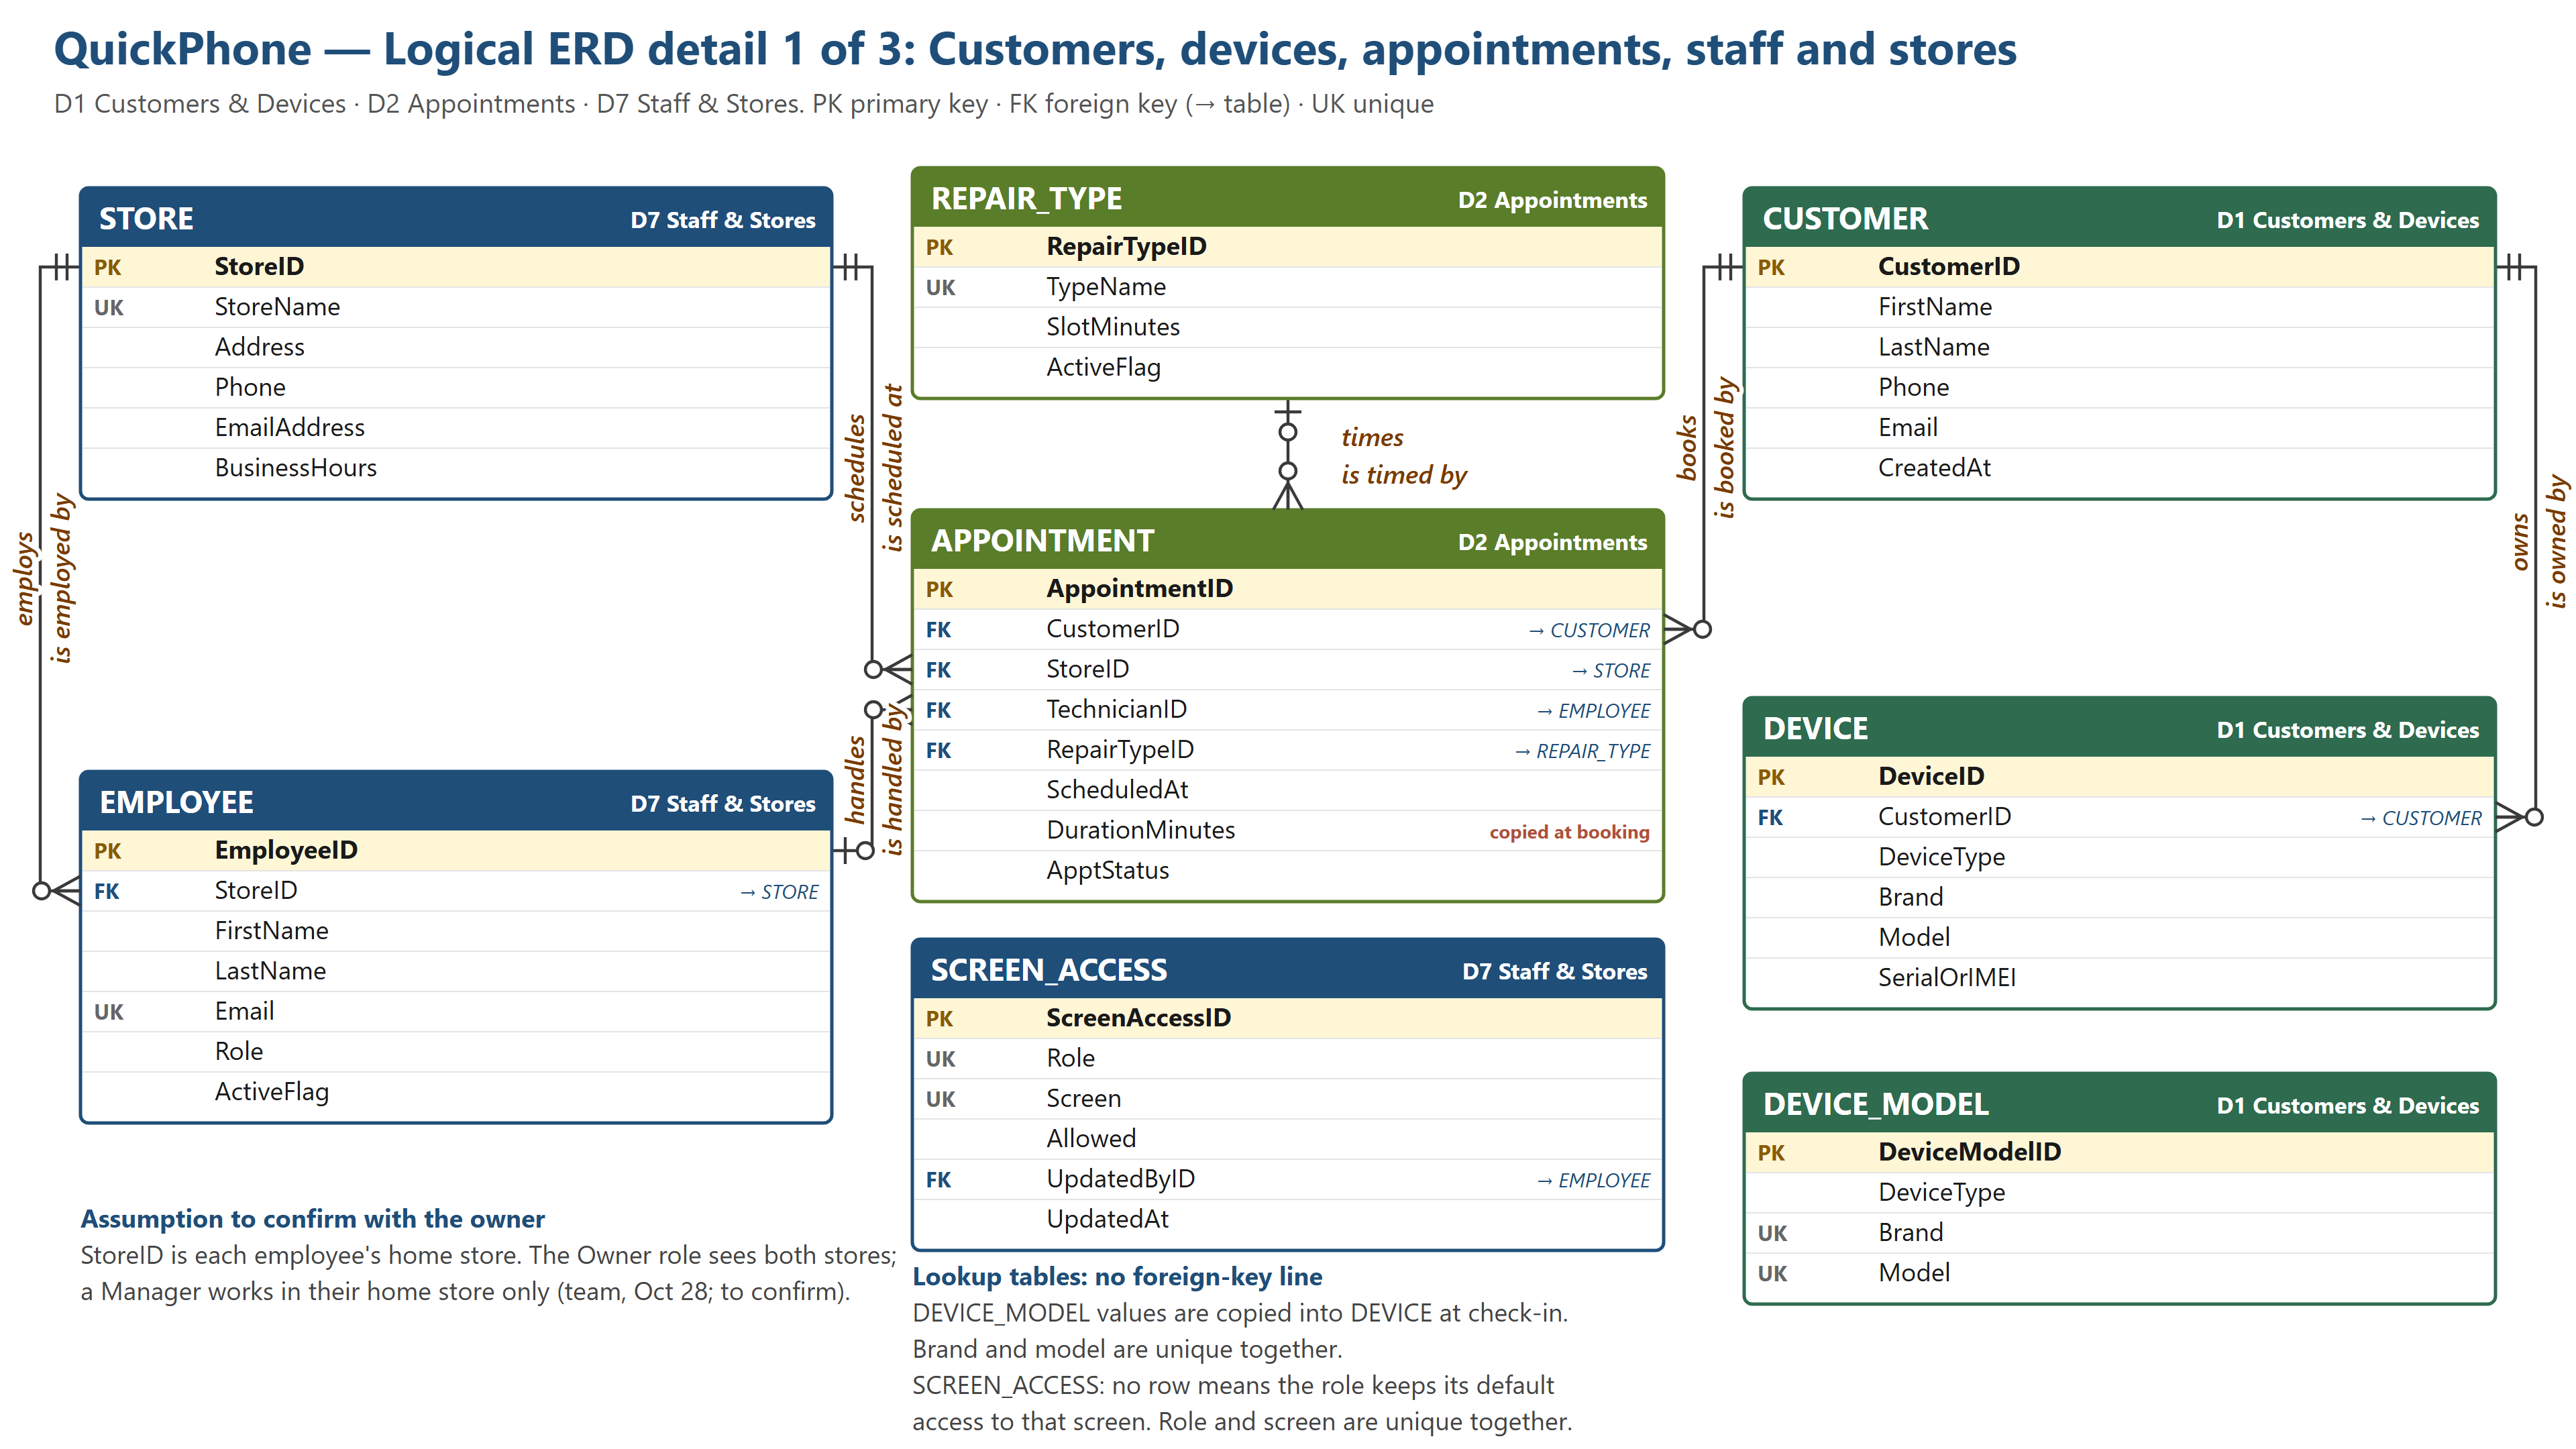 QuickPhone — Logical ERD detail 1 of 3: Customers, devices, appointments, staff and stores
D1 Customers & Devices · D2 Appointments · D7 Staff & Stores. PK primary key · FK foreign key (→ table) · UK unique
STORE D7 Staff & Stores
PK StoreID
UK StoreName
Address
Phone
EmailAddress
BusinessHours
employs
is employed by
schedules
is scheduled at
REPAIR_TYPE D2 Appointments
PK RepairTypeID
UK TypeName
SlotMinutes
ActiveFlag
times
is timed by
CUSTOMER D1 Customers & Devices
PK CustomerID
FirstName
LastName
Phone
Email
CreatedAt
books
is booked by
owns
is owned by
APPOINTMENT D2 Appointments
PK AppointmentID
FK CustomerID → CUSTOMER
FK StoreID → STORE
FK TechnicianID → EMPLOYEE
FK RepairTypeID → REPAIR_TYPE
ScheduledAt
DurationMinutes copied at booking
ApptStatus
handles
is handled by
EMPLOYEE D7 Staff & Stores
PK EmployeeID
FK StoreID → STORE
FirstName
LastName
UK Email
Role
ActiveFlag
DEVICE D1 Customers & Devices
PK DeviceID
FK CustomerID → CUSTOMER
DeviceType
Brand
Model
SerialOrIMEI
SCREEN_ACCESS D7 Staff & Stores
PK ScreenAccessID
UK Role
UK Screen
Allowed
FK UpdatedByID → EMPLOYEE
UpdatedAt
DEVICE_MODEL D1 Customers & Devices
PK DeviceModelID
DeviceType
UK Brand
UK Model
Assumption to confirm with the owner
StoreID is each employee's home store. The Owner role sees both stores;
a Manager works in their home store only (team, Oct 28; to confirm).
Lookup tables: no foreign-key line
DEVICE_MODEL values are copied into DEVICE at check-in.
Brand and model are unique together.
SCREEN_ACCESS: no row means the role keeps its default
access to that screen. Role and screen are unique together.